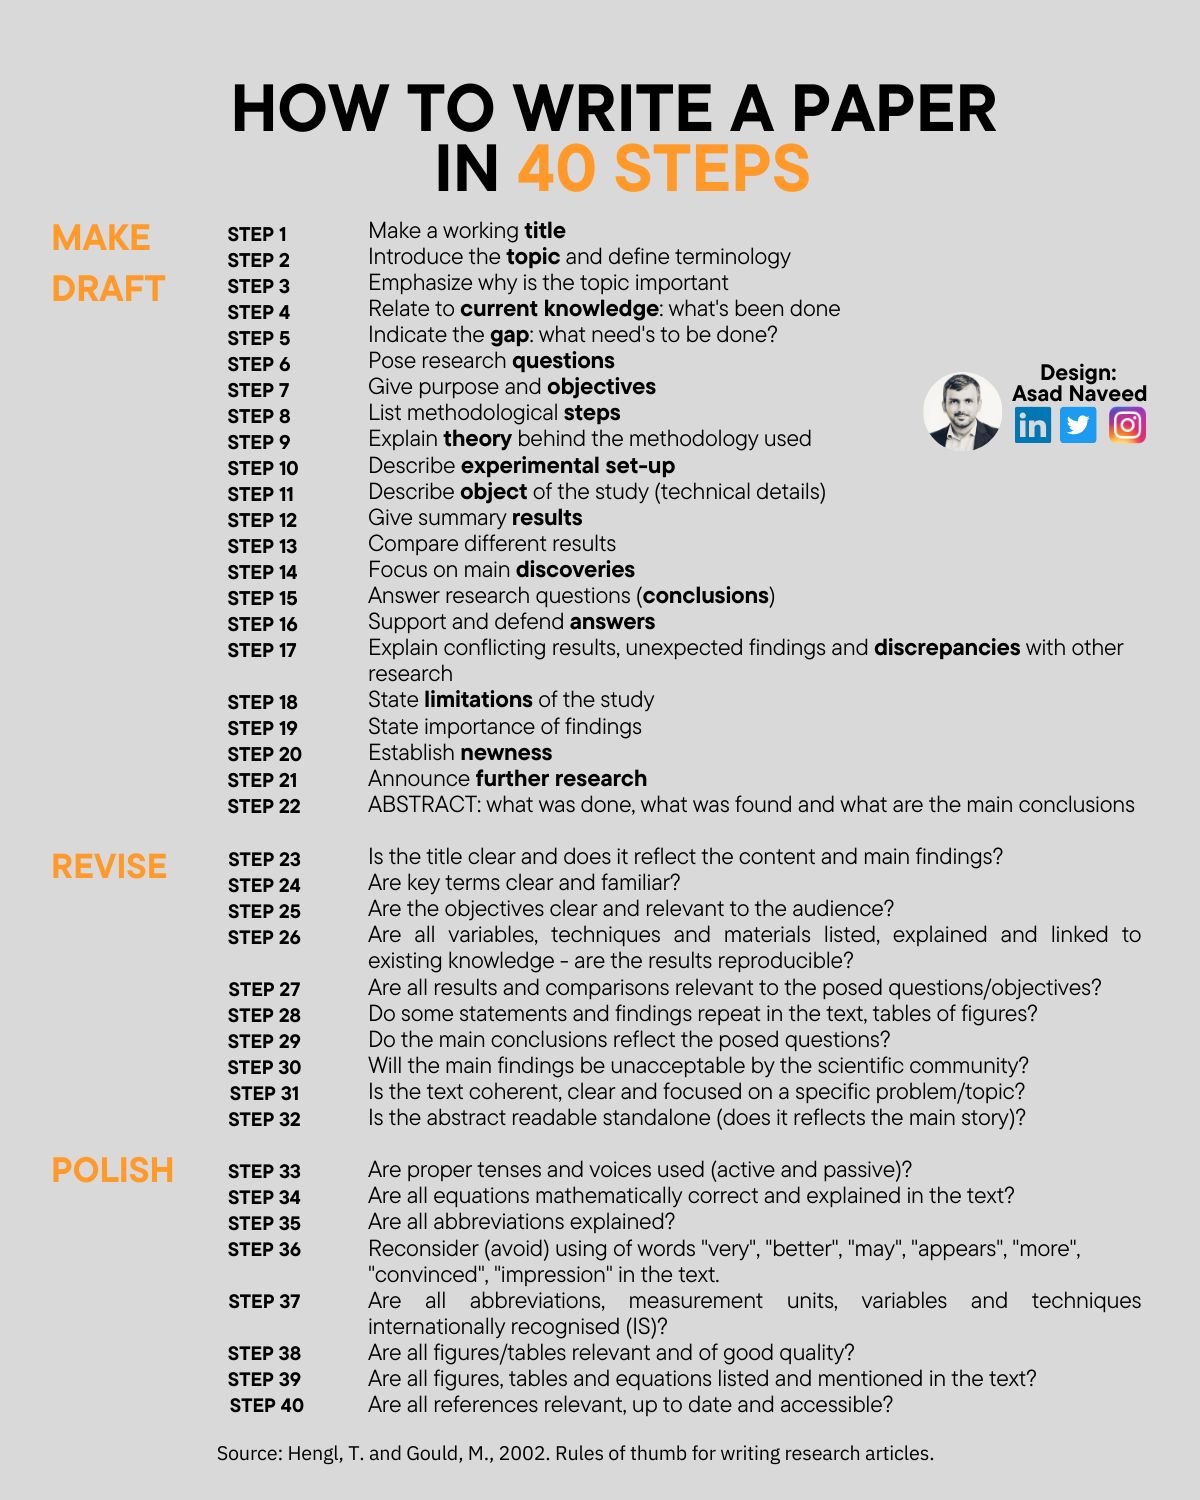 HOW TO WRITE A PAPER
IN 40 STEPS
MAKE
DRAFT
STEP 1 Make a working title
STEP 2 Introduce the topic and define terminology
STEP 3 Emphasize why is the topic important
STEP 4 Relate to current knowledge: what's been done
STEP 5 Indicate the gap: what need's to be done?
STEP 6 Pose research questions
STEP 7 Give purpose and objectives
STEP 8 List methodological steps
STEP 9 Explain theory behind the methodology used
STEP 10 Describe experimental set-up
STEP 11 Describe object of the study (technical details)
STEP 12 Give summary results
STEP 13 Compare different results
STEP 14 Focus on main discoveries
STEP 15 Answer research questions (conclusions)
STEP 16 Support and defend answers
STEP 17 Explain conflicting results, unexpected findings and discrepancies with other
research
STEP 18 State limitations of the study
STEP 19 State importance of findings
STEP 20 Establish newness
STEP 21 Announce further research
STEP 22 ABSTRACT: what was done, what was found and what are the main conclusions
Design:
Asad Naveed
in
REVISE
STEP 23 Is the title clear and does it reflect the content and main findings?
STEP 24 Are key terms clear and familiar?
STEP 25 Are the objectives clear and relevant to the audience?
STEP 26 Are all variables, techniques and materials listed, explained and linked to
existing knowledge - are the results reproducible?
STEP 27 Are all results and comparisons relevant to the posed questions/objectives?
STEP 28 Do some statements and findings repeat in the text, tables of figures?
STEP 29 Do the main conclusions reflect the posed questions?
STEP 30 Will the main findings be unacceptable by the scientific community?
STEP 31 Is the text coherent, clear and focused on a specific problem/topic?
STEP 32 Is the abstract readable standalone (does it reflects the main story)?
POLISH
STEP 33 Are proper tenses and voices used (active and passive)?
STEP 34 Are all equations mathematically correct and explained in the text?
STEP 35 Are all abbreviations explained?
STEP 36 Reconsider (avoid) using of words "very", "better", "may", "appears", "more",
"convinced", "impression" in the text.
STEP 37 Are all abbreviations, measurement units, variables and techniques
internationally recognised (IS)?
STEP 38 Are all figures/tables relevant and of good quality?
STEP 39 Are all figures, tables and equations listed and mentioned in the text?
STEP 40 Are all references relevant, up to date and accessible?
Source: Hengl, T. and Gould, M., 2002. Rules of thumb for writing research articles.